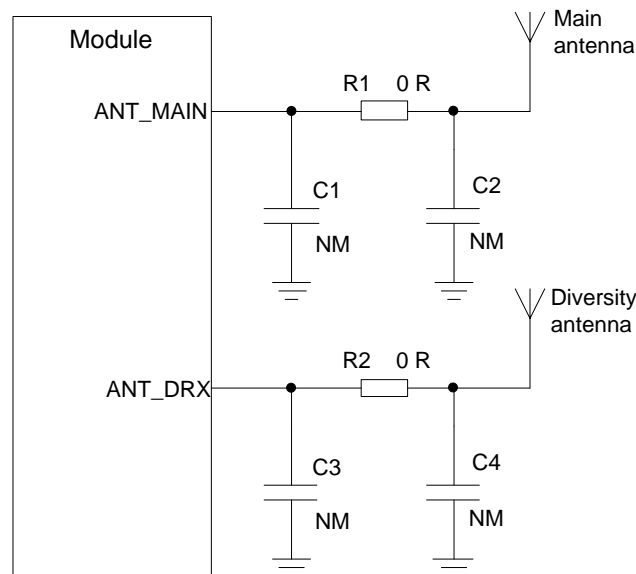 Module
Main
antenna
R1 0 R
ANT_MAIN
C1
C2
NM
NM
Diversity
antenna
R2 0 R
ANT_DRX
C3
C4
NM
NM